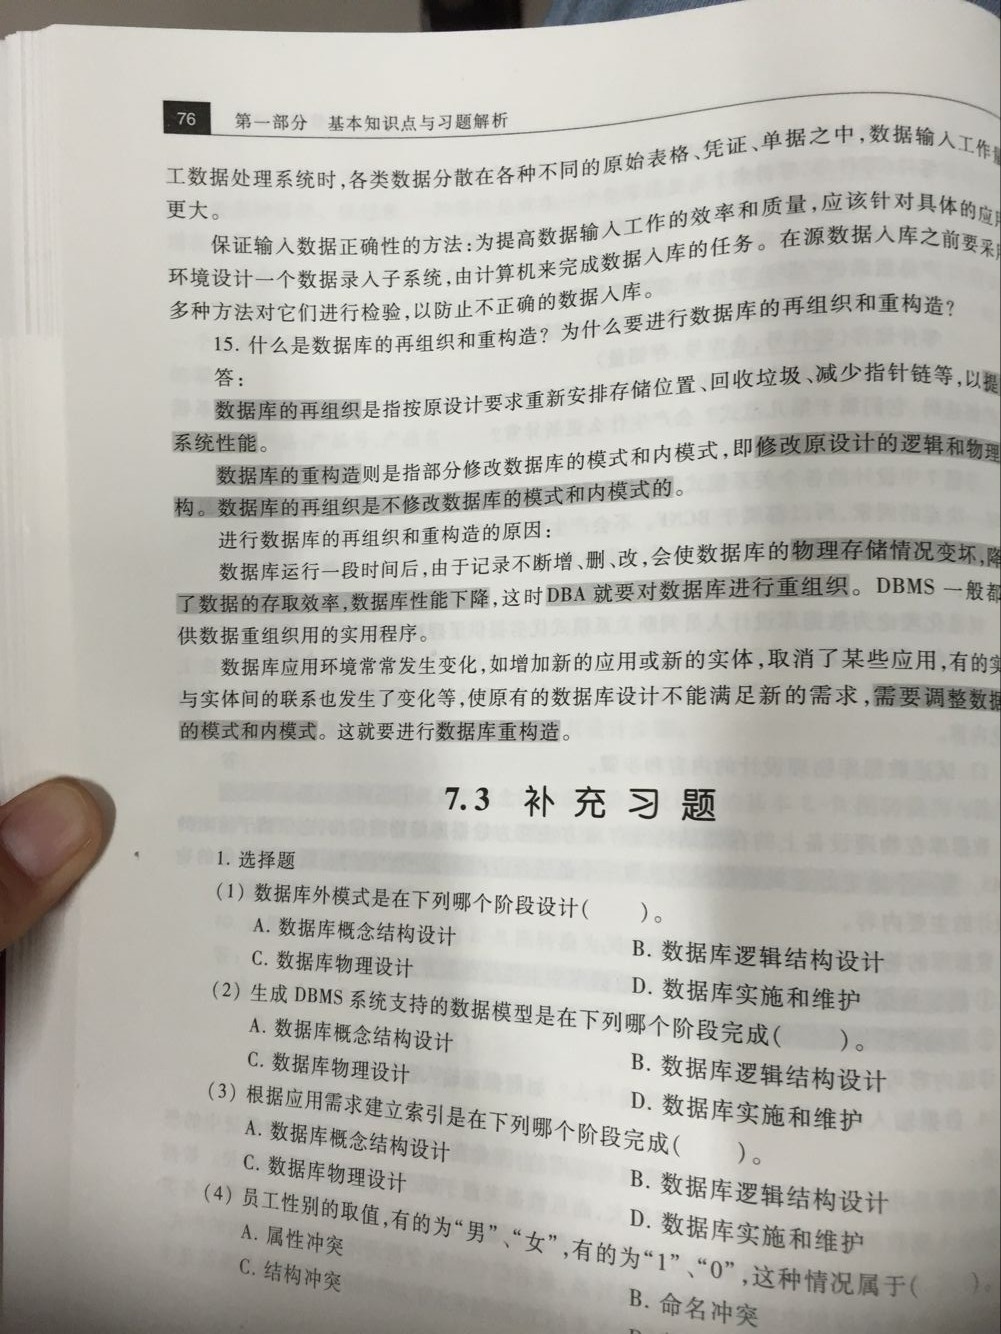 76 第一部分 基本知识点与习题解析
工数据处理系统时,各类数据分散在各种不同的原始表格、凭证、单据之中,数据输入工作
更大。
保证输入数据正确性的方法:为提高数据输入工作的效率和质量,应该针对具体的应
环境设计一个数据录入子系统,由计算机来完成数据入库的任务。在源数据入库之前要采
多种方法对它们进行检验,以防止不正确的数据入库。
15. 什么是数据库的再组织和重构造? 为什么要进行数据库的再组织和重构造?
答:
数据库的再组织是指按原设计要求重新安排存储位置、回收垃圾、减少指针链等,以提
系统性能。
数据库的重构造则是指部分修改数据库的模式和内模式,即修改原设计的逻辑和物理
构。数据库的再组织是不修改数据库的模式和内模式的。
进行数据库的再组织和重构造的原因:
数据库运行一段时间后,由于记录不断增、删、改,会使数据库的物理存储情况变坏,降
了数据的存取效率,数据库性能下降,这时DBA 就要对数据库进行重组织。DBMS 一般都
供数据重组织用的实用程序。
数据库应用环境常常发生变化,如增加新的应用或新的实体,取消了某些应用,有的实
与实体间的联系也发生了变化等,使原有的数据库设计不能满足新的需求,需要调整数据
的模式和内模式。这就要进行数据库重构造。
7.3 补充习题
1. 选择题
(1) 数据库外模式是在下列哪个阶段设计( )。
A. 数据库概念结构设计 B. 数据库逻辑结构设计
C. 数据库物理设计 D. 数据库实施和维护
(2) 生成 DBMS 系统支持的数据模型是在下列哪个阶段完成( )。
A. 数据库概念结构设计 B. 数据库逻辑结构设计
C. 数据库物理设计 D. 数据库实施和维护
(3) 根据应用需求建立索引是在下列哪个阶段完成( )。
A. 数据库概念结构设计 B. 数据库逻辑结构设计
C. 数据库物理设计 D. 数据库实施和维护
(4) 员工性别的取值,有的为“男”、“女”,有的为“1”、“0”,这种情况属于( )。
A. 属性冲突 B. 命名冲突
C. 结构冲突